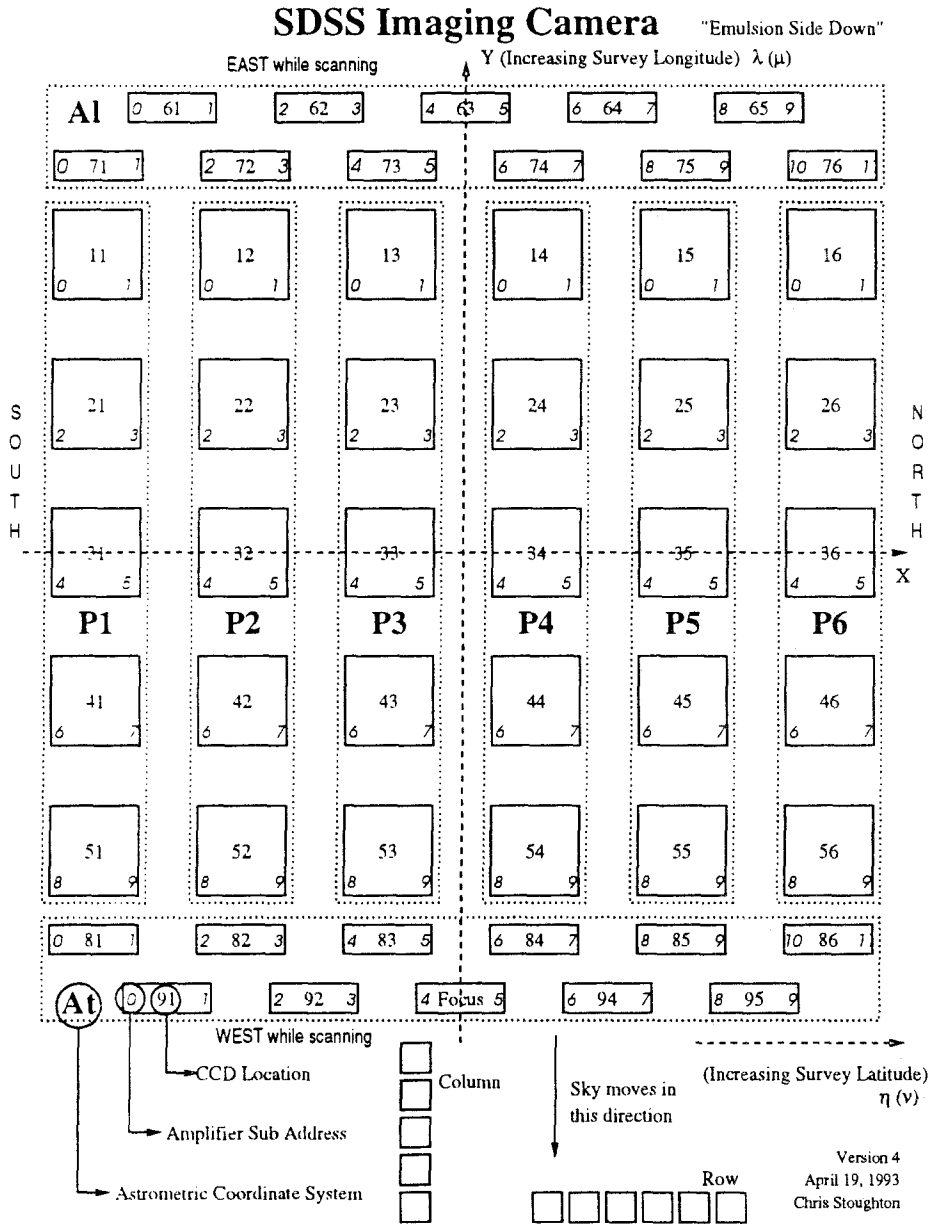 SDSS Imaging Camera "Emulsion Side Down"
EAST while scanning
Y (Increasing Survey Longitude) λ (μ)
Al
0 61 1 2 62 3 4 63 5 6 64 7 8 65 9
0 71 1 2 72 3 4 73 5 6 74 7 8 75 9 10 76 11
11 12 13 14 15 16
0 1 0 1 0 1 0 1 0 1 0 1
21 22 23 24 25 26
2 3 2 3 2 3 2 3 2 3 2 3
SOUTH
NORTH
31 32 33 34 35 36
4 5 4 5 4 5 4 5 4 5 4 5
X
P1 P2 P3 P4 P5 P6
41 42 43 44 45 46
6 7 6 7 6 7 6 7 6 7 6 7
51 52 53 54 55 56
8 9 8 9 8 9 8 9 8 9 8 9
0 81 1 2 82 3 4 83 5 6 84 7 8 85 9 10 86 11
At
0 91 1 2 92 3 4 Focus 5 6 94 7 8 95 9
WEST while scanning
CCD Location
Column
Amplifier Sub Address
Astrometric Coordinate System
Sky moves in
this direction
Row
(Increasing Survey Latitude)
η (ν)
Version 4
April 19, 1993
Chris Stoughton